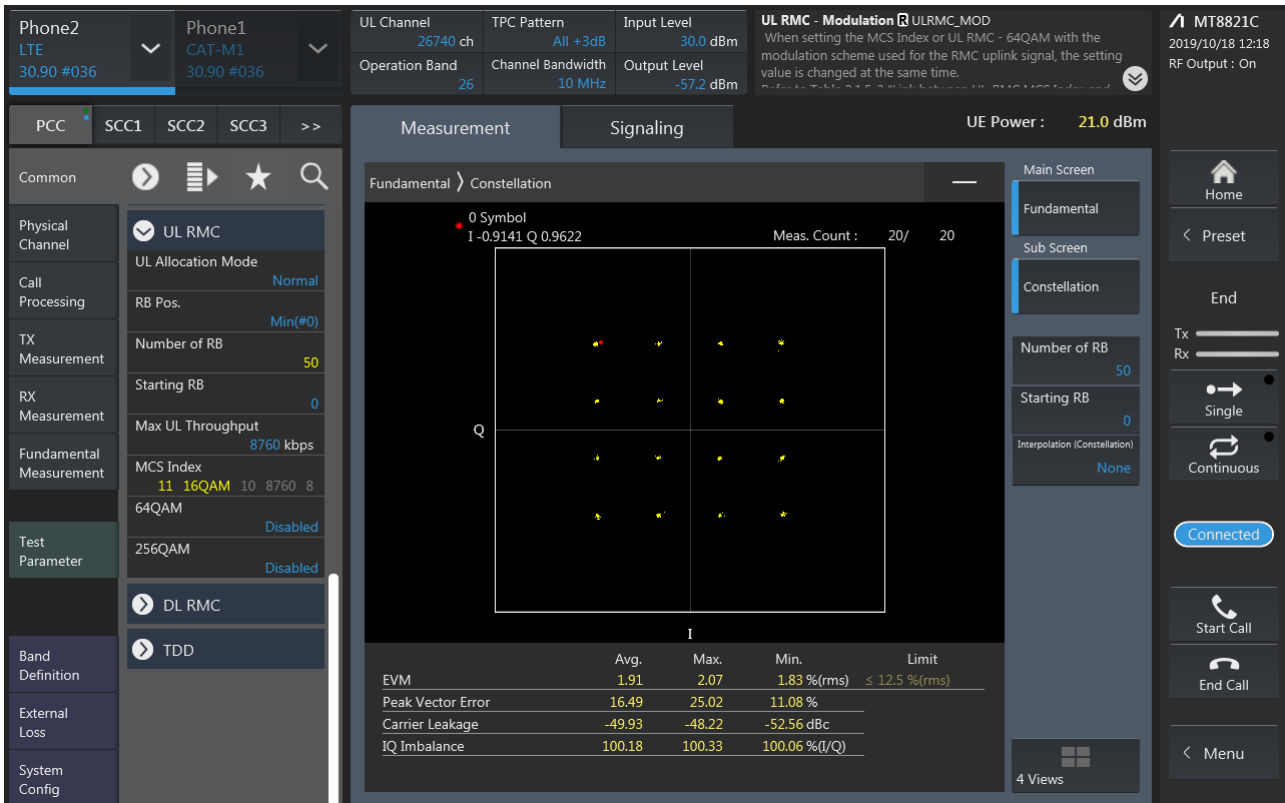 Phone2
LTE
30.90 #036
Phone1
CAT-M1
30.90 #036
UL Channel
26740 ch
Operation Band
26
TPC Pattern
All +3dB
Channel Bandwidth
10 MHz
Input Level
30.0 dBm
Output Level
-57.2 dBm
UL RMC - Modulation R ULRMC_MOD
When setting the MCS Index or UL RMC - 64QAM with the
modulation scheme used for the RMC uplink signal, the setting
value is changed at the same time.
MT8821C
2019/10/18 12:18
RF Output : On
PCC SCC1 SCC2 SCC3 >>
Measurement
Signaling
UE Power : 21.0 dBm
Common
Physical
Channel
Call
Processing
TX
Measurement
RX
Measurement
Fundamental
Measurement
Test
Parameter
Band
Definition
External
Loss
System
Config
UL RMC
UL Allocation Mode
Normal
RB Pos.
Min(#0)
Number of RB
50
Starting RB
0
Max UL Throughput
8760 kbps
MCS Index
11 16QAM 10 8760 8
64QAM
Disabled
256QAM
Disabled
DL RMC
TDD
Fundamental 〉 Constellation
0 Symbol
I -0.9141 Q 0.9622
Meas. Count : 20/ 20
Q
I
Avg. Max. Min. Limit
EVM 1.91 2.07 1.83 %(rms) ≤ 12.5 %(rms)
Peak Vector Error 16.49 25.02 11.08 %
Carrier Leakage -49.93 -48.22 -52.56 dBc
IQ Imbalance 100.18 100.33 100.06 %(I/Q)
Main Screen
Fundamental
Sub Screen
Constellation
Number of RB
50
Starting RB
0
Interpolation (Constellation)
None
4 Views
Home
< Preset
End
Tx
Rx
Single
Continuous
Connected
Start Call
End Call
< Menu